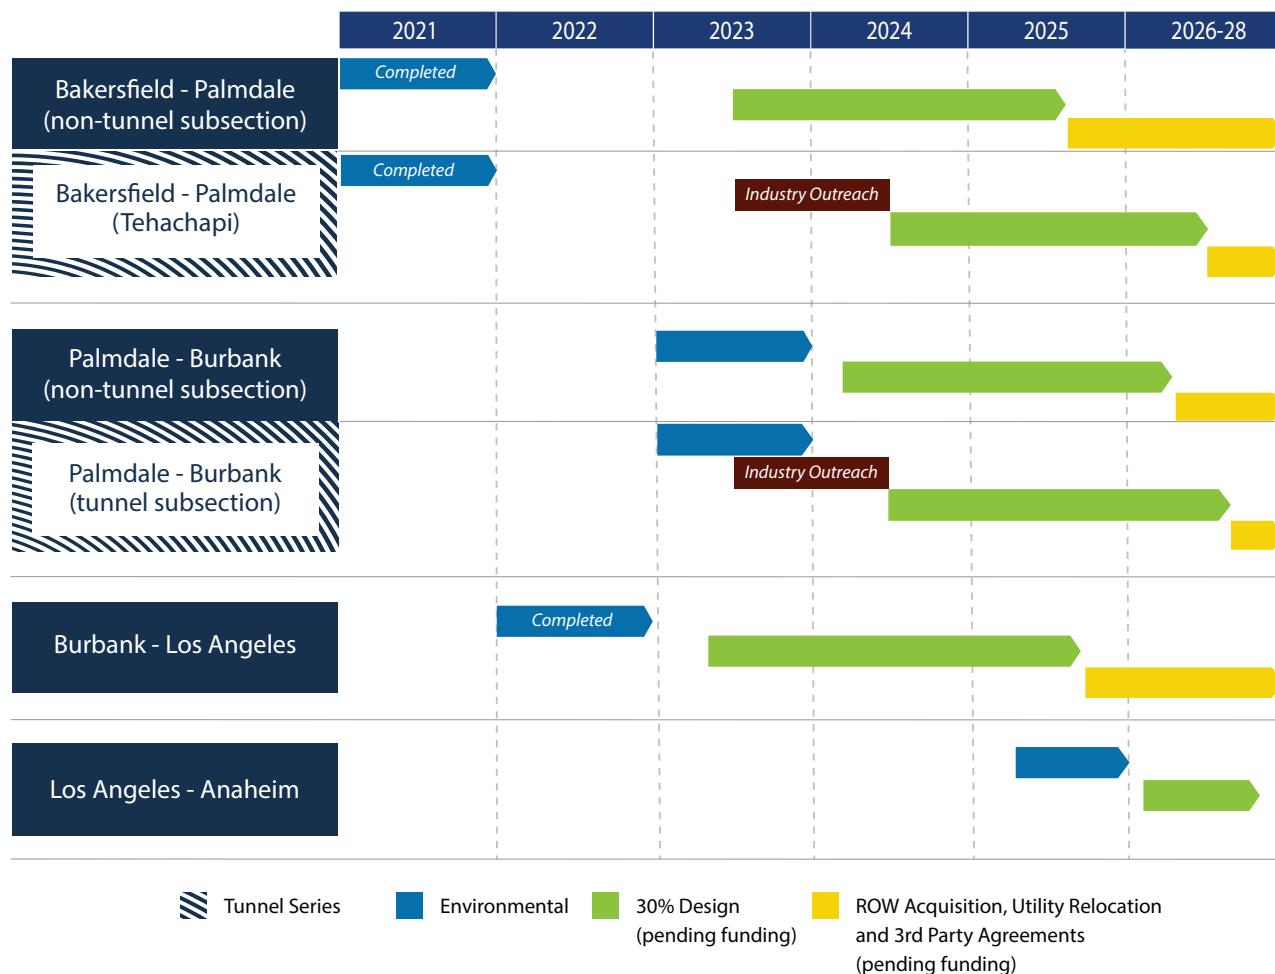 2021 2022 2023 2024 2025 2026-28
Bakersfield - Palmdale
(non-tunnel subsection)
Completed
Bakersfield - Palmdale
(Tehachapi)
Completed
Industry Outreach
Palmdale - Burbank
(non-tunnel subsection)
Palmdale - Burbank
(tunnel subsection)
Industry Outreach
Burbank - Los Angeles
Completed
Los Angeles - Anaheim
Tunnel Series
Environmental
30% Design
(pending funding)
ROW Acquisition, Utility Relocation
and 3rd Party Agreements
(pending funding)